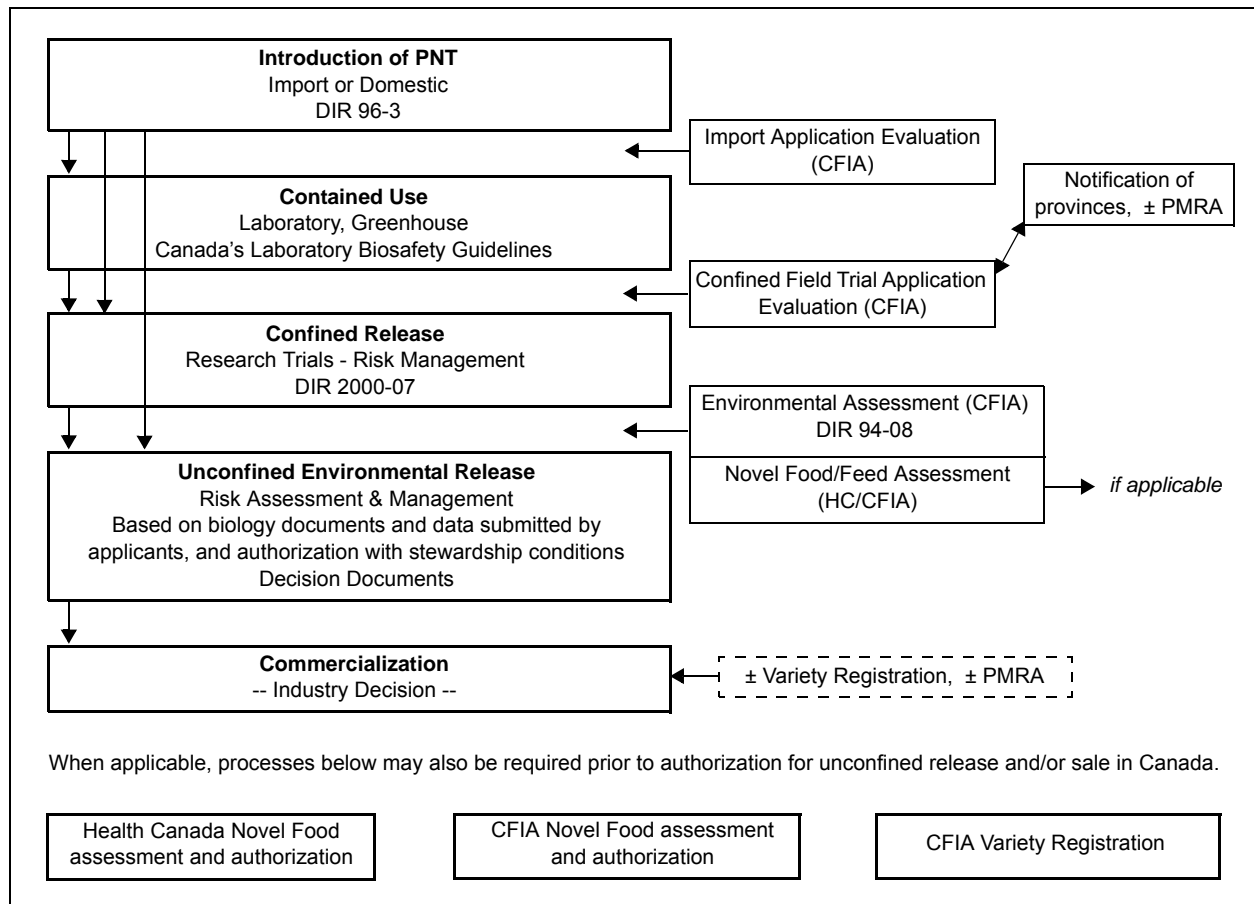 Introduction of PNT
Import or Domestic
DIR 96-3
Import Application Evaluation
(CFIA)
Notification of
provinces, ± PMRA
Contained Use
Laboratory, Greenhouse
Canada’s Laboratory Biosafety Guidelines
Confined Field Trial Application
Evaluation (CFIA)
Confined Release
Research Trials - Risk Management
DIR 2000-07
Environmental Assessment (CFIA)
DIR 94-08
Novel Food/Feed Assessment
(HC/CFIA)
if applicable
Unconfined Environmental Release
Risk Assessment & Management
Based on biology documents and data submitted by
applicants, and authorization with stewardship conditions
Decision Documents
Commercialization
-- Industry Decision --
± Variety Registration, ± PMRA
When applicable, processes below may also be required prior to authorization for unconfined release and/or sale in Canada.
Health Canada Novel Food
assessment and authorization
CFIA Novel Food assessment
and authorization
CFIA Variety Registration